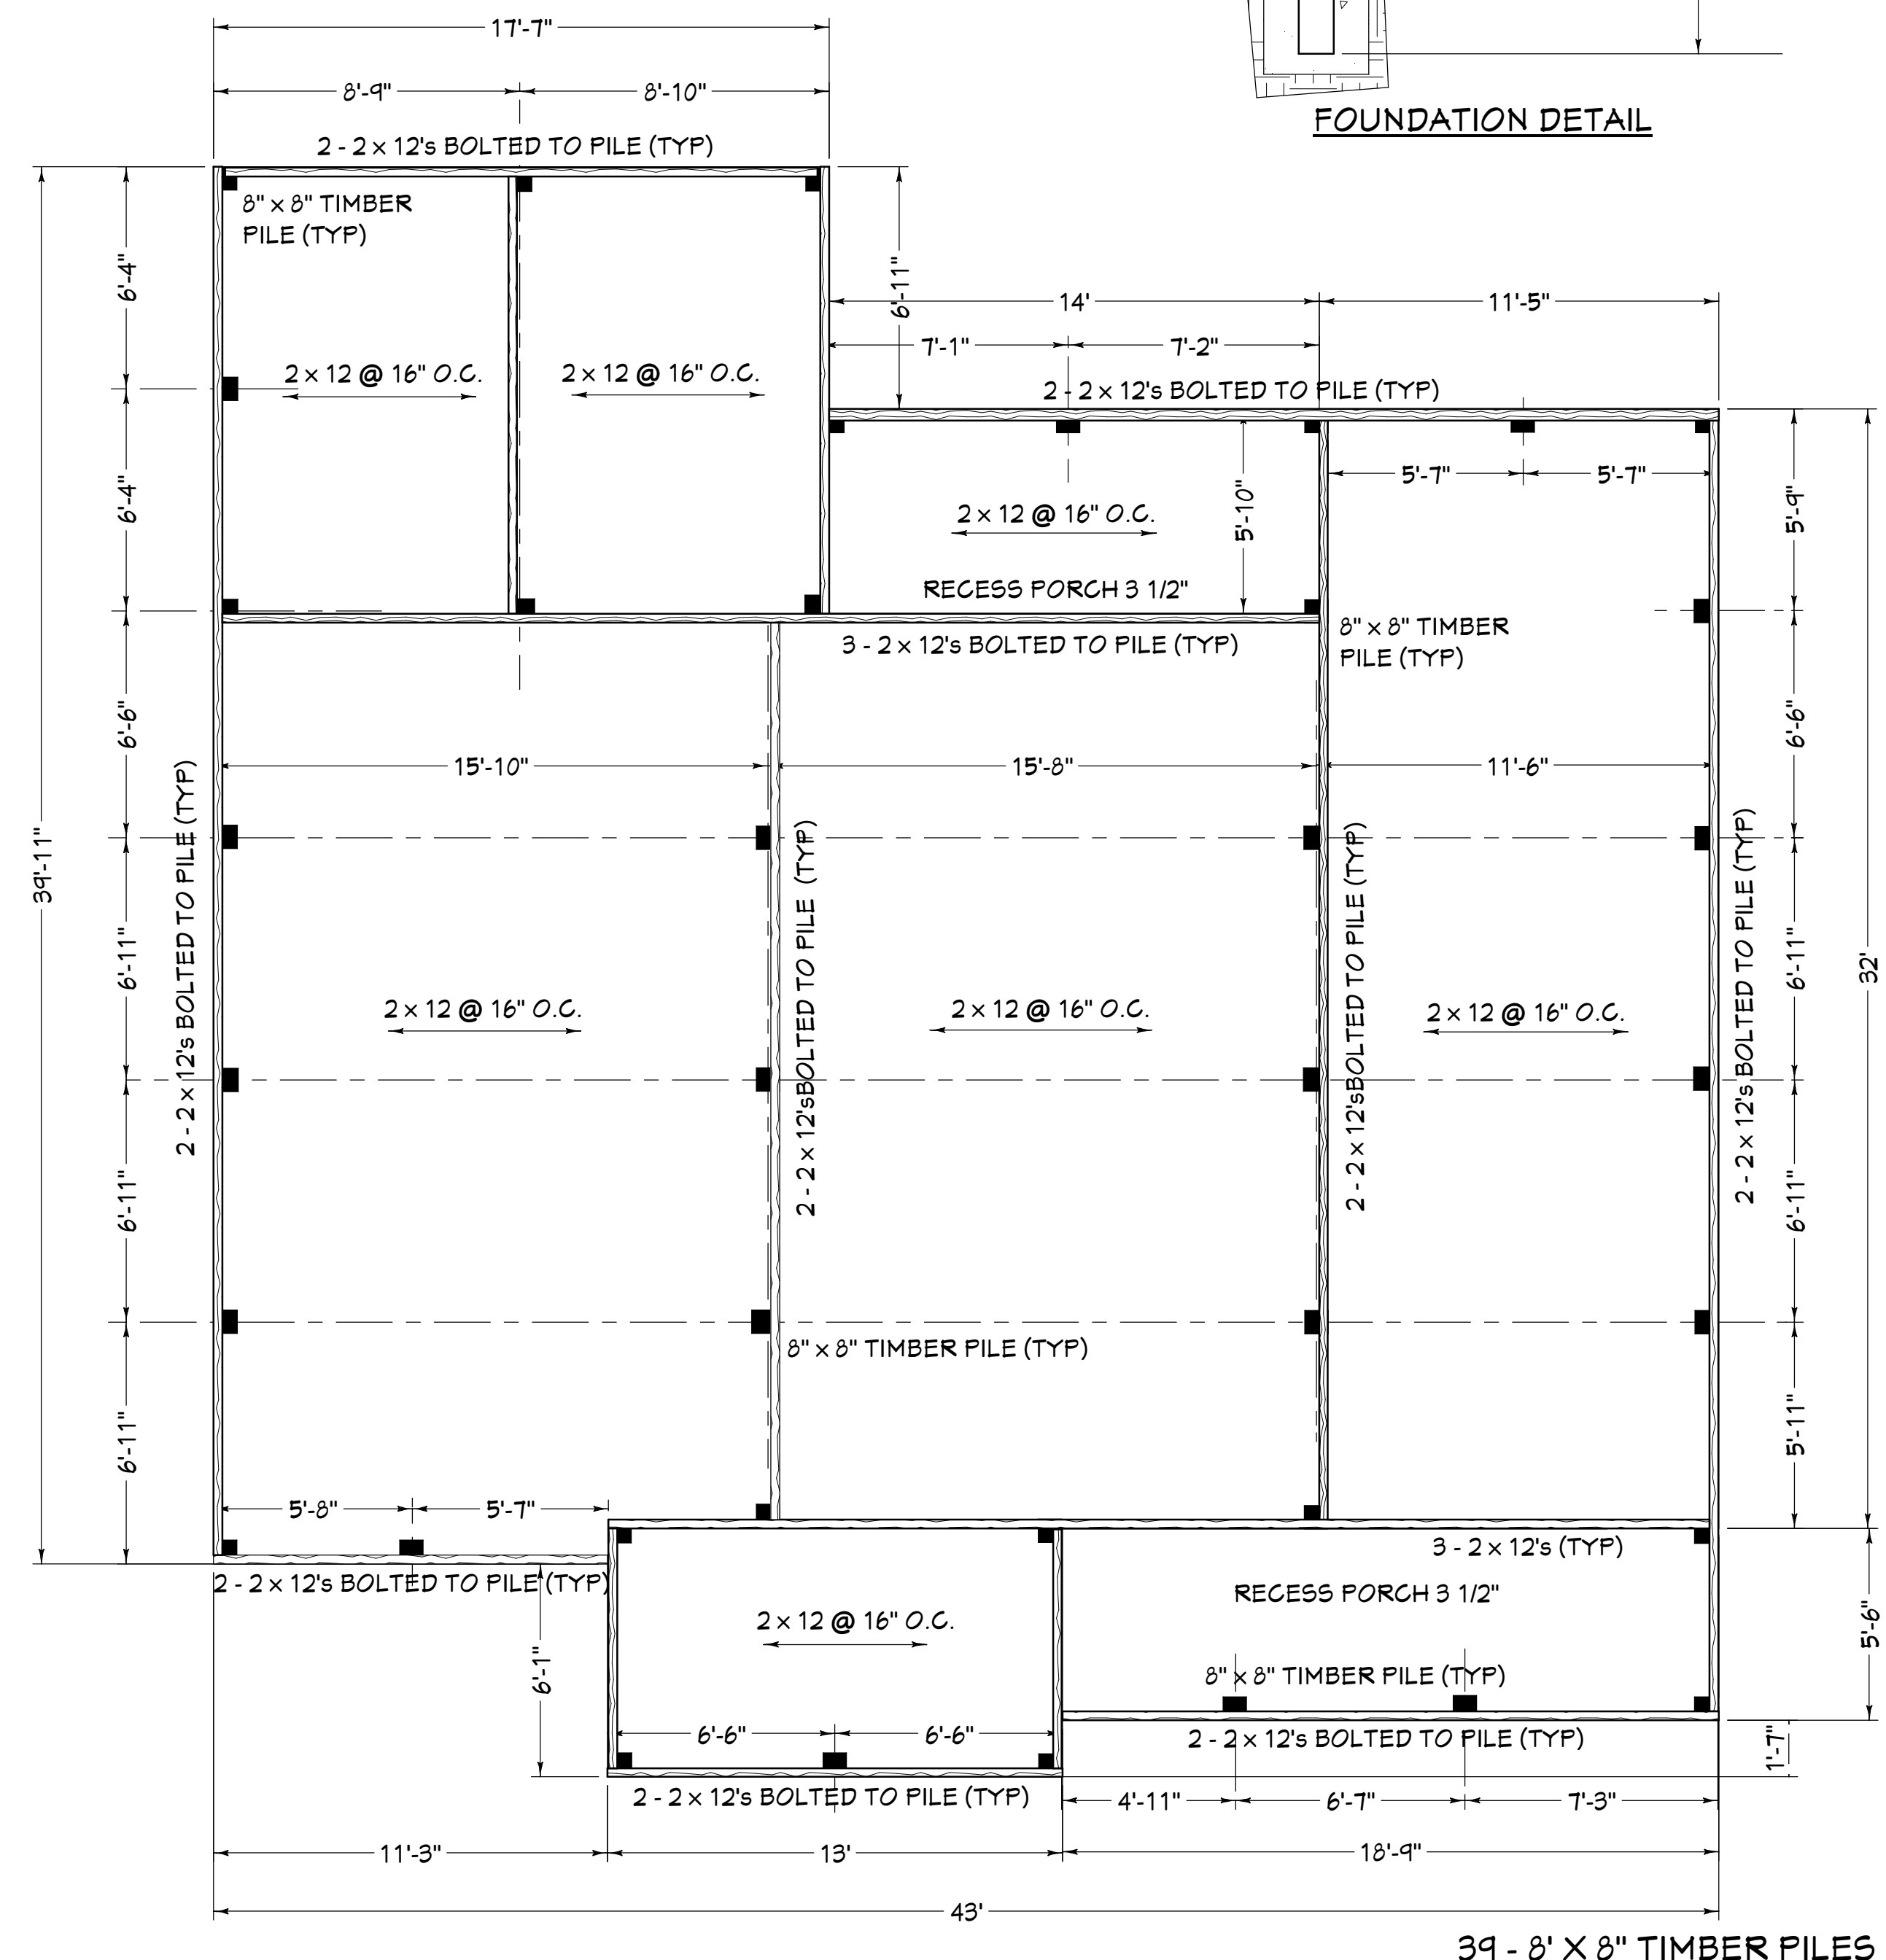 17'-7"
8'-9" 8'-10"
FOUNDATION DETAIL
2 - 2 x 12's BOLTED TO PILE (TYP)
8" x 8" TIMBER
PILE (TYP)
6'-4"
6'-11"
14' 11'-5"
7'-1" 7'-2"
2 x 12 @ 16" O.C. 2 x 12 @ 16" O.C.
2 - 2 x 12's BOLTED TO PILE (TYP)
5'-7" 5'-7"
6'-4"
2 x 12 @ 16" O.C.
5'-10"
5'-9"
RECESS PORCH 3 1/2"
3 - 2 x 12's BOLTED TO PILE (TYP)
8" x 8" TIMBER
PILE (TYP)
6'-6"
6'-6"
15'-10" 15'-8" 11'-6"
39'-11"
2 - 2 x 12's BOLTED TO PILE (TYP)
2 - 2 x 12'sBOLTED TO PILE (TYP)
2 - 2 x 12'sBOLTED TO PILE (TYP)
2 - 2 x 12's BOLTED TO PILE (TYP)
32'
6'-11"
6'-11"
2 x 12 @ 16" O.C. 2 x 12 @ 16" O.C. 2 x 12 @ 16" O.C.
6'-11"
6'-11"
8" x 8" TIMBER PILE (TYP)
6'-11"
5'-11"
5'-8" 5'-7"
3 - 2 x 12's (TYP)
2 - 2 x 12's BOLTED TO PILE (TYP)
RECESS PORCH 3 1/2"
2 x 12 @ 16" O.C.
5'-6"
6'-1"
8" x 8" TIMBER PILE (TYP)
6'-6" 6'-6"
2 - 2 x 12's BOLTED TO PILE (TYP)
1'-7"
2 - 2 x 12's BOLTED TO PILE (TYP)
4'-11" 6'-7" 7'-3"
11'-3" 13' 18'-9"
43'
39 - 8' X 8" TIMBER PILES